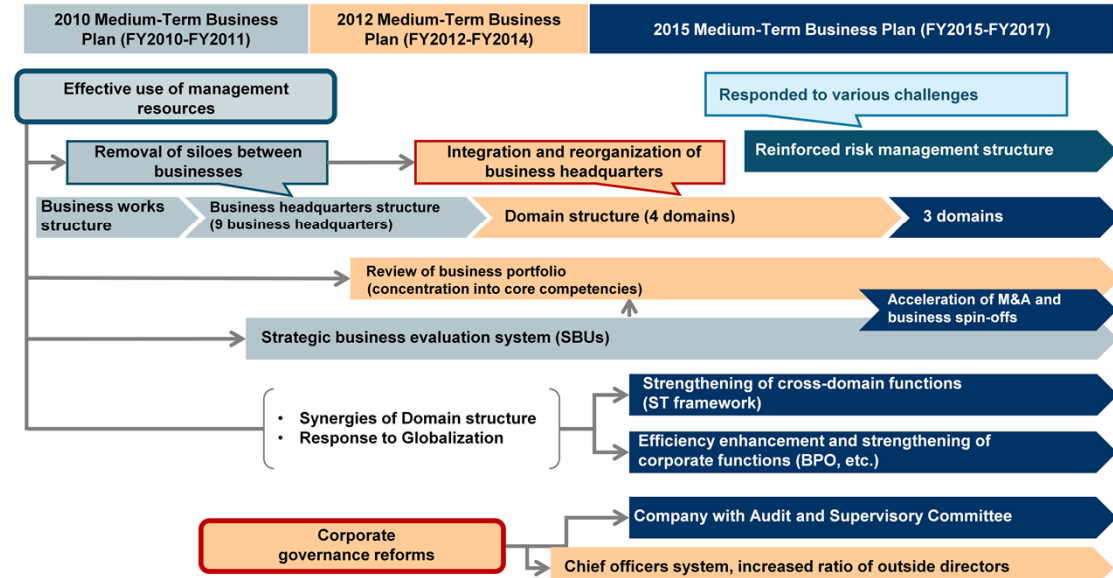 2010 Medium-Term Business
Plan (FY2010-FY2011)
2012 Medium-Term Business
Plan (FY2012-FY2014)
2015 Medium-Term Business Plan (FY2015-FY2017)
Effective use of management
resources
Responded to various challenges
Removal of siloes between
businesses
Integration and reorganization of
business headquarters
Reinforced risk management structure
Business works
structure
Business headquarters structure
(9 business headquarters)
Domain structure (4 domains)
3 domains
Review of business portfolio
(concentration into core competencies)
Acceleration of M&A and
business spin-offs
Strategic business evaluation system (SBUs)
• Synergies of Domain structure
• Response to Globalization
Strengthening of cross-domain functions
(ST framework)
Efficiency enhancement and strengthening of
corporate functions (BPO, etc.)
Corporate
governance reforms
Company with Audit and Supervisory Committee
Chief officers system, increased ratio of outside directors